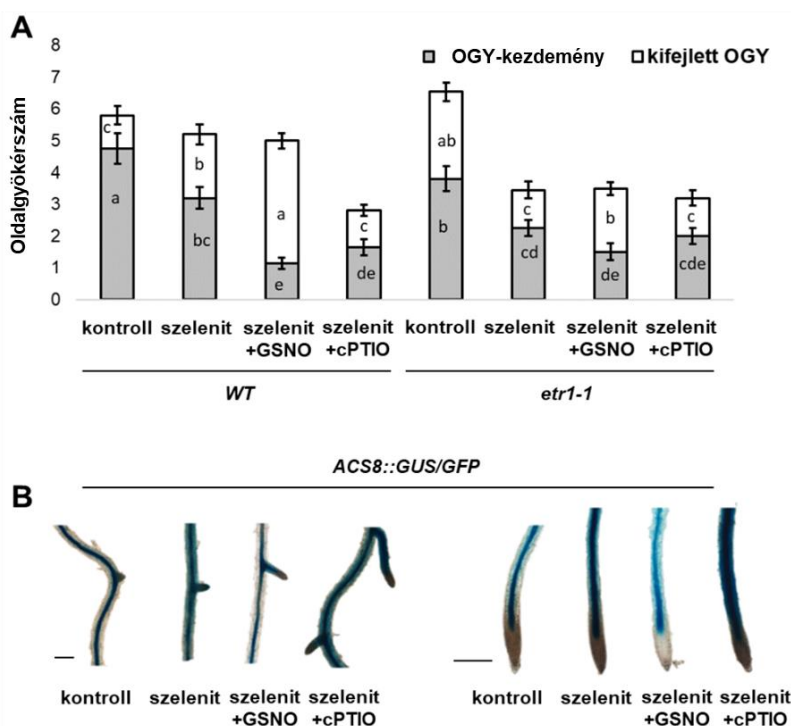 A
8
7
6
5
4
3
2
1
0
Oldalgyökérszám
OGY-kezdemény kifejlett OGY
c
a
b
bc
a
e
c
de
ab
b
c
cd
b
de
c
cde
kontroll szelenit szelenit szelenit kontroll szelenit szelenit szelenit
+GSNO +cPTIO +GSNO +cPTIO
WT etr1-1
ACS8::GUS/GFP
B
kontroll szelenit szelenit szelenit kontroll szelenit szelenit szelenit
+GSNO +cPTIO +GSNO +cPTIO